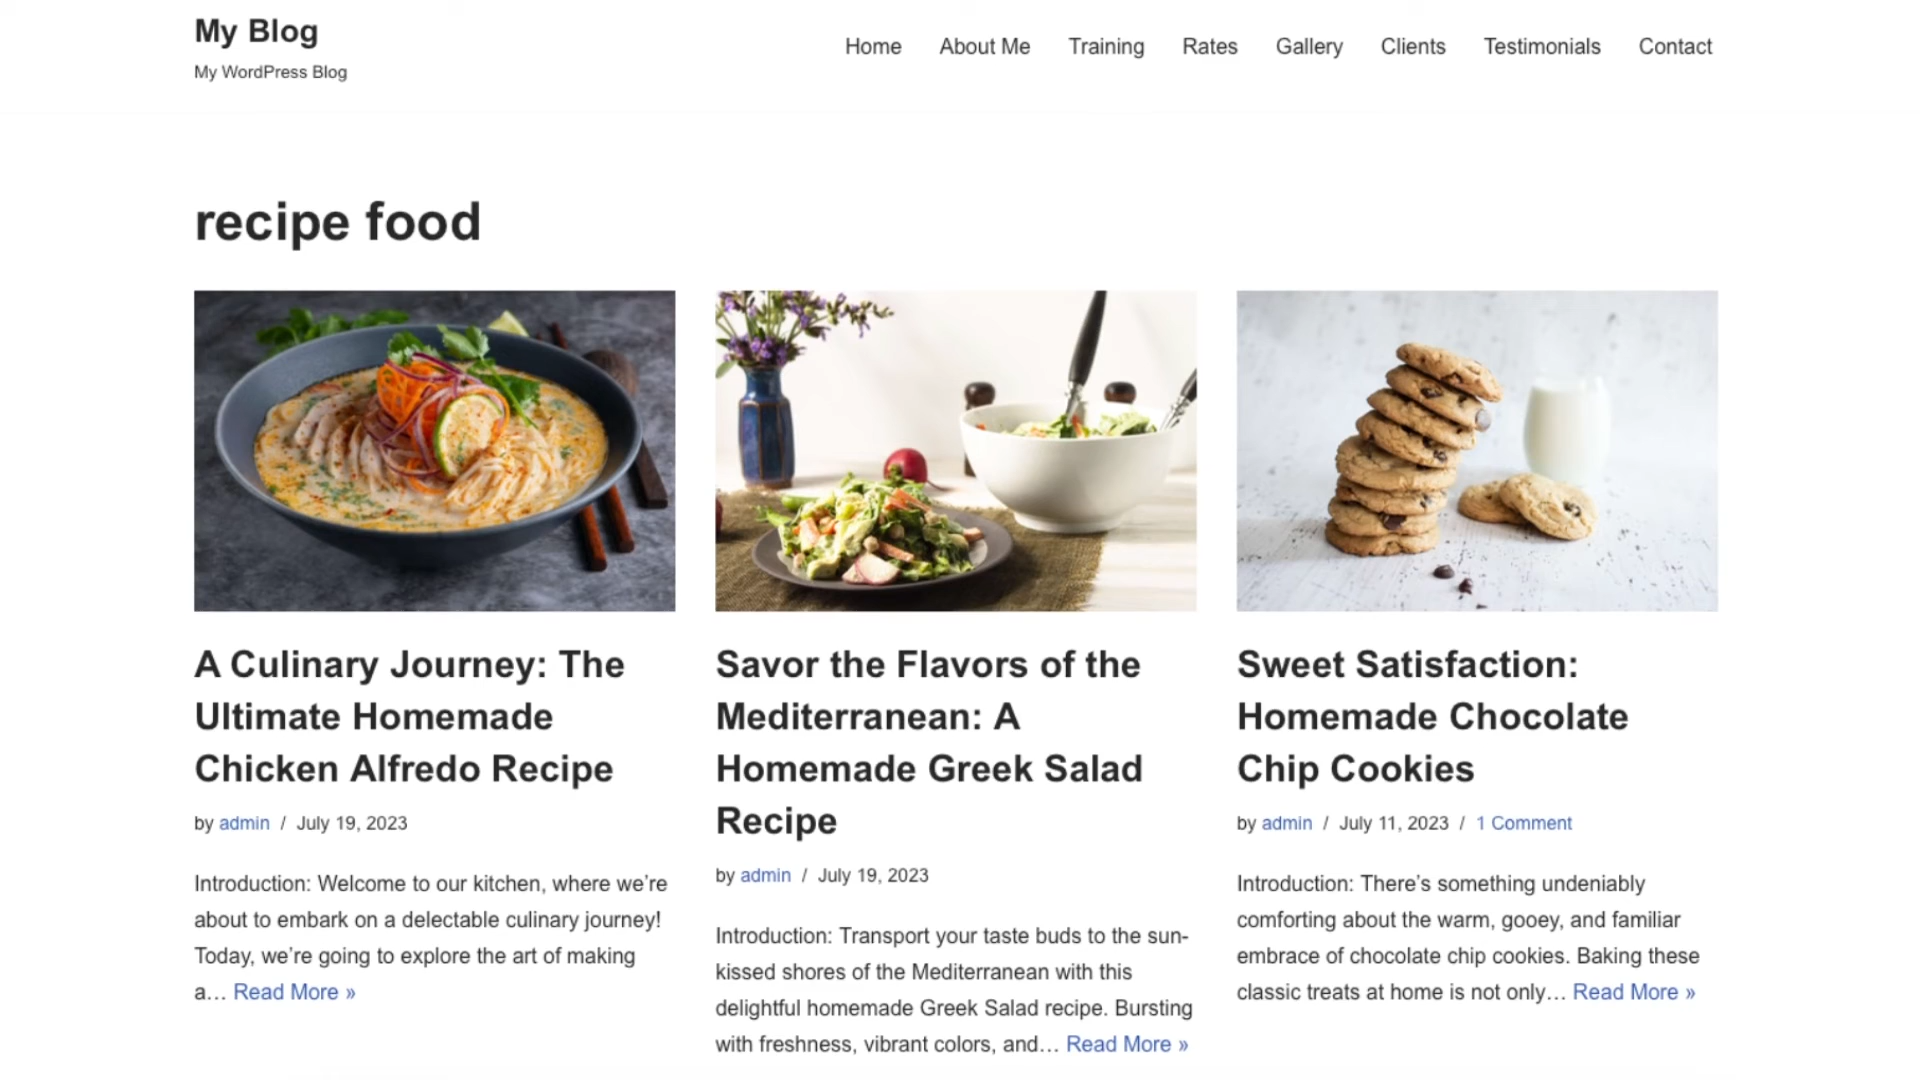 My Blog
My WordPress Blog
Home About Me Training Rates Gallery Clients Testimonials Contact
recipe food
A Culinary Journey: The
Ultimate Homemade
Chicken Alfredo Recipe
by admin / July 19, 2023
Introduction: Welcome to our kitchen, where we’re
about to embark on a delectable culinary journey!
Today, we’re going to explore the art of making
a… Read More »
Savor the Flavors of the
Mediterranean: A
Homemade Greek Salad
Recipe
by admin / July 19, 2023
Introduction: Transport your taste buds to the sun-
kissed shores of the Mediterranean with this
delightful homemade Greek Salad recipe. Bursting
with freshness, vibrant colors, and… Read More »
Sweet Satisfaction:
Homemade Chocolate
Chip Cookies
by admin / July 11, 2023 / 1 Comment
Introduction: There’s something undeniably
comforting about the warm, gooey, and familiar
embrace of chocolate chip cookies. Baking these
classic treats at home is not only… Read More »